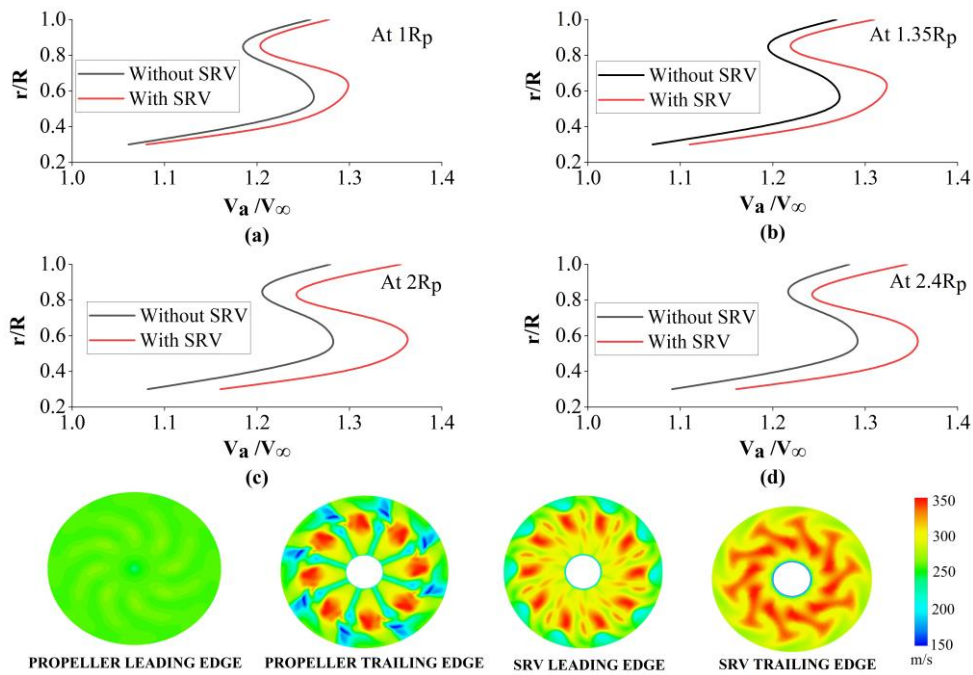 1.0
0.8
0.6
0.4
0.2
r/R
At 1Rp
Without SRV
With SRV
1.0 1.1 1.2 1.3 1.4
Va /V∞
(a)
1.0
0.8
0.6
0.4
0.2
r/R
At 1.35Rp
Without SRV
With SRV
1.0 1.1 1.2 1.3 1.4
Va /V∞
(b)
1.0
0.8
0.6
0.4
0.2
r/R
At 2Rp
Without SRV
With SRV
1.0 1.1 1.2 1.3 1.4
Va /V∞
(c)
1.0
0.8
0.6
0.4
0.2
r/R
At 2.4Rp
Without SRV
With SRV
1.0 1.1 1.2 1.3 1.4
Va /V∞
(d)
350
300
250
200
150
m/s
PROPELLER LEADING EDGE
PROPELLER TRAILING EDGE
SRV LEADING EDGE
SRV TRAILING EDGE